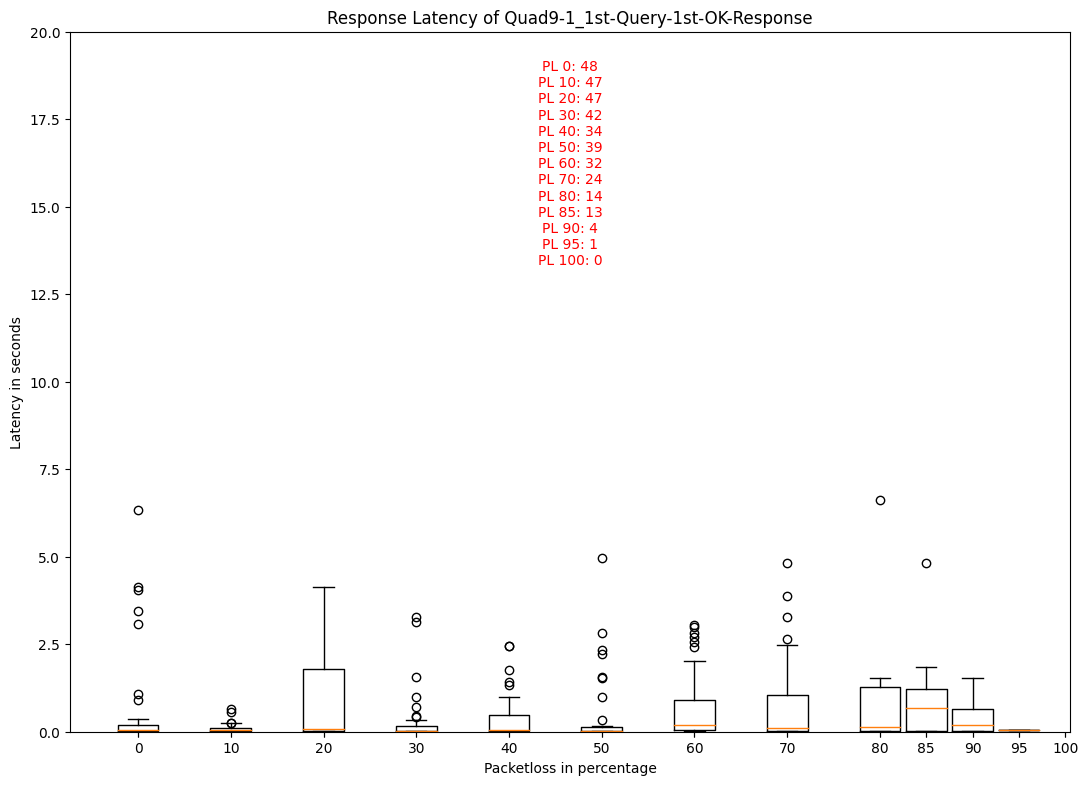 Response Latency of Quad9-1_1st-Query-1st-OK-Response
20.0
17.5
15.0
12.5
10.0
7.5
5.0
2.5
0.0
Latency in seconds
PL 0: 48
PL 10: 47
PL 20: 47
PL 30: 42
PL 40: 34
PL 50: 39
PL 60: 32
PL 70: 24
PL 80: 14
PL 85: 13
PL 90: 4
PL 95: 1
PL 100: 0
0 10 20 30 40 50 60 70 80 85 90 95 100
Packetloss in percentage